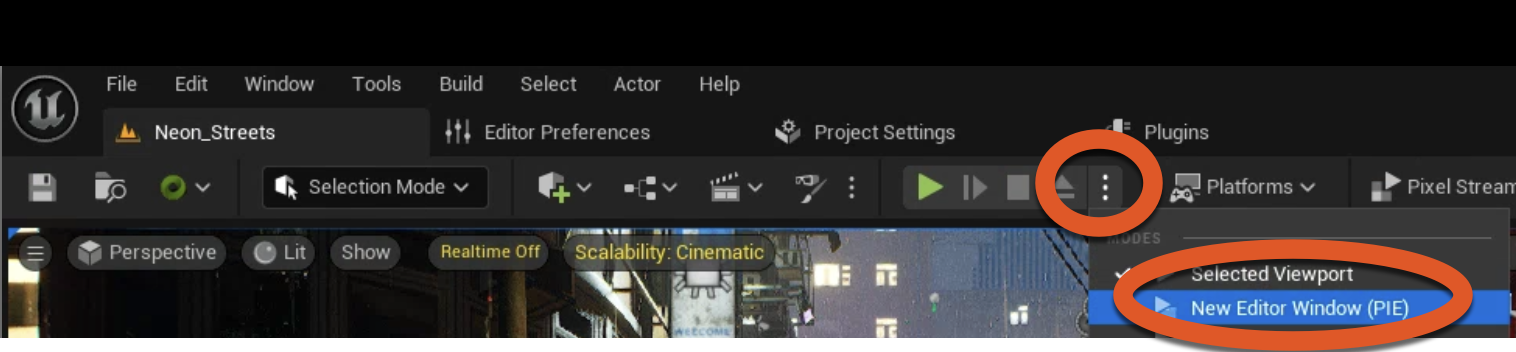 File Edit Window Tools Build Select Actor Help
Neon_Streets Editor Preferences Project Settings Plugins
Selection Mode Platforms Pixel Stream
Perspective Lit Show Realtime Off Scalability: Cinematic
MODES
Selected Viewport
New Editor Window (PIE)
WELCOME